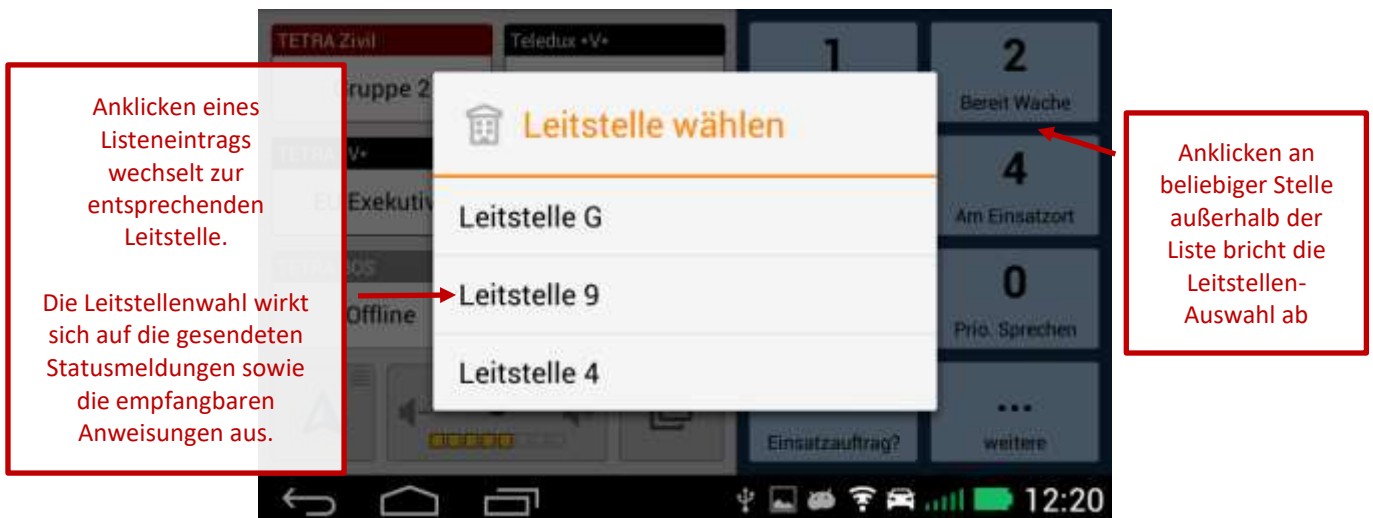 Anklicken eines
Listeneintrags
wechselt zur
entsprechenden
Leitstelle.
Die Leitstellenwahl wirkt
sich auf die gesendeten
Statusmeldungen sowie
die empfangbaren
Anweisungen aus.
TETRA Zivil
Teledux •V•
Gruppe 2
V•
Exekutiv
Offline
Leitstelle wählen
Leitstelle G
Leitstelle 9
Leitstelle 4
1
2
Bereit Wache
4
Am Einsatzort
0
Prio. Sprechen
Einsatzauftrag?
...
weitere
12:20
Anklicken an
beliebiger Stelle
außerhalb der
Liste bricht die
Leitstellen-
Auswahl ab